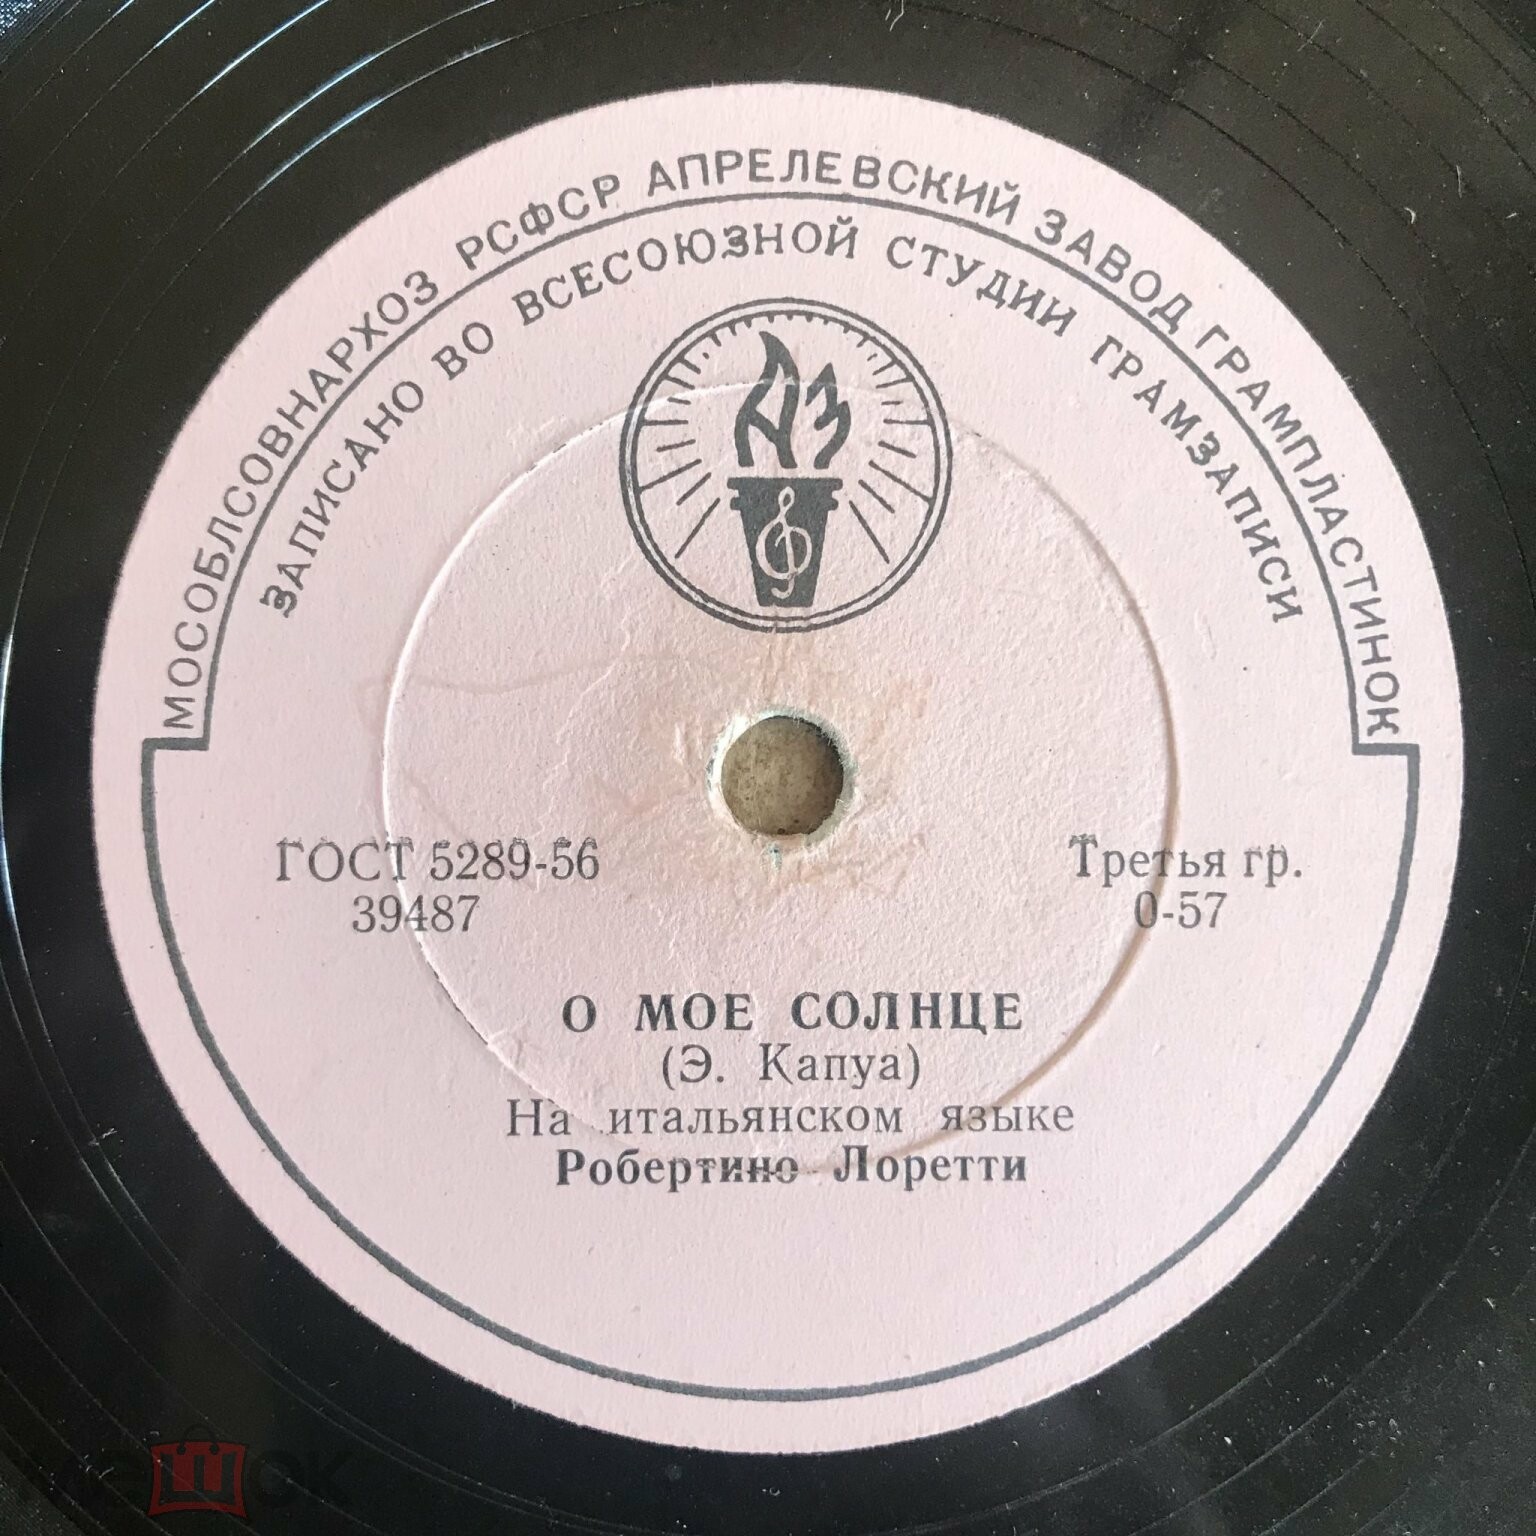 МОСОБЛСОВНАРХОЗ РСФСР АПРЕЛЕВСКИЙ ЗАВОД ГРАМПЛАСТИНОК
ЗАПИСАНО ВО ВСЕСОЮЗНОЙ СТУДИИ ГРАМЗАПИСИ
АЗ
ГОСТ 5289-56
39487
Третья гр.
0-57
О МОЕ СОЛНЦЕ
(Э. Капуа)
На итальянском языке
Робертино Лоретти
мешок